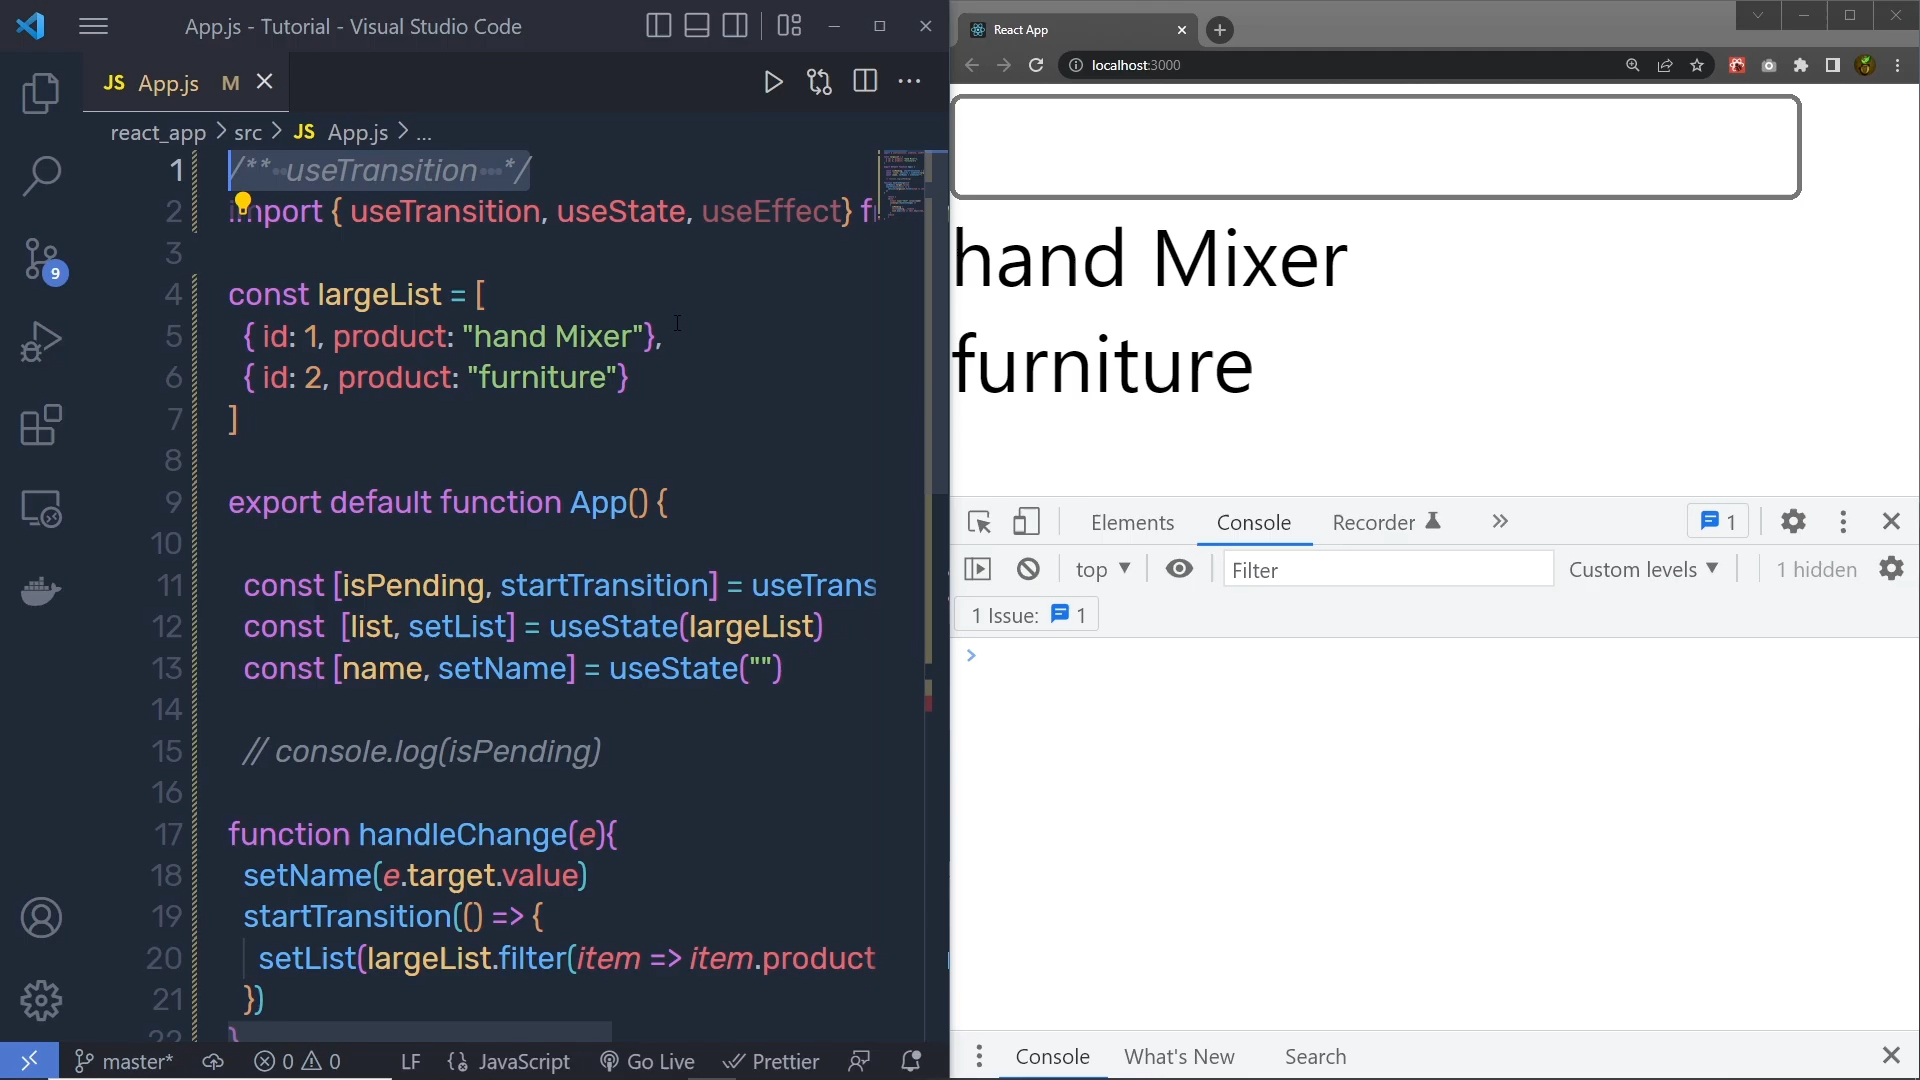 App.js - Tutorial - Visual Studio Code
JS App.js M
react_app > src > JS App.js > ...
1 /** useTransition */
2 import { useTransition, useState, useEffect} f
3
4 const largeList = [
5 { id: 1, product: "hand Mixer"},
6 { id: 2, product: "furniture"}
7 ]
8
9 export default function App() {
10
11 const [isPending, startTransition] = useTrans
12 const [list, setList] = useState(largeList)
13 const [name, setName] = useState("")
14
15 // console.log(isPending)
16
17 function handleChange(e){
18 setName(e.target.value)
19 startTransition(() => {
20 setList(largeList.filter(item => item.product
21 })
22 }
9
master* 0 0 LF {} JavaScript Go Live Prettier
React App
localhost:3000
hand Mixer
furniture
Elements Console Recorder 1
top Filter Custom levels 1 hidden
1 Issue: 1
>
Console What's New Search